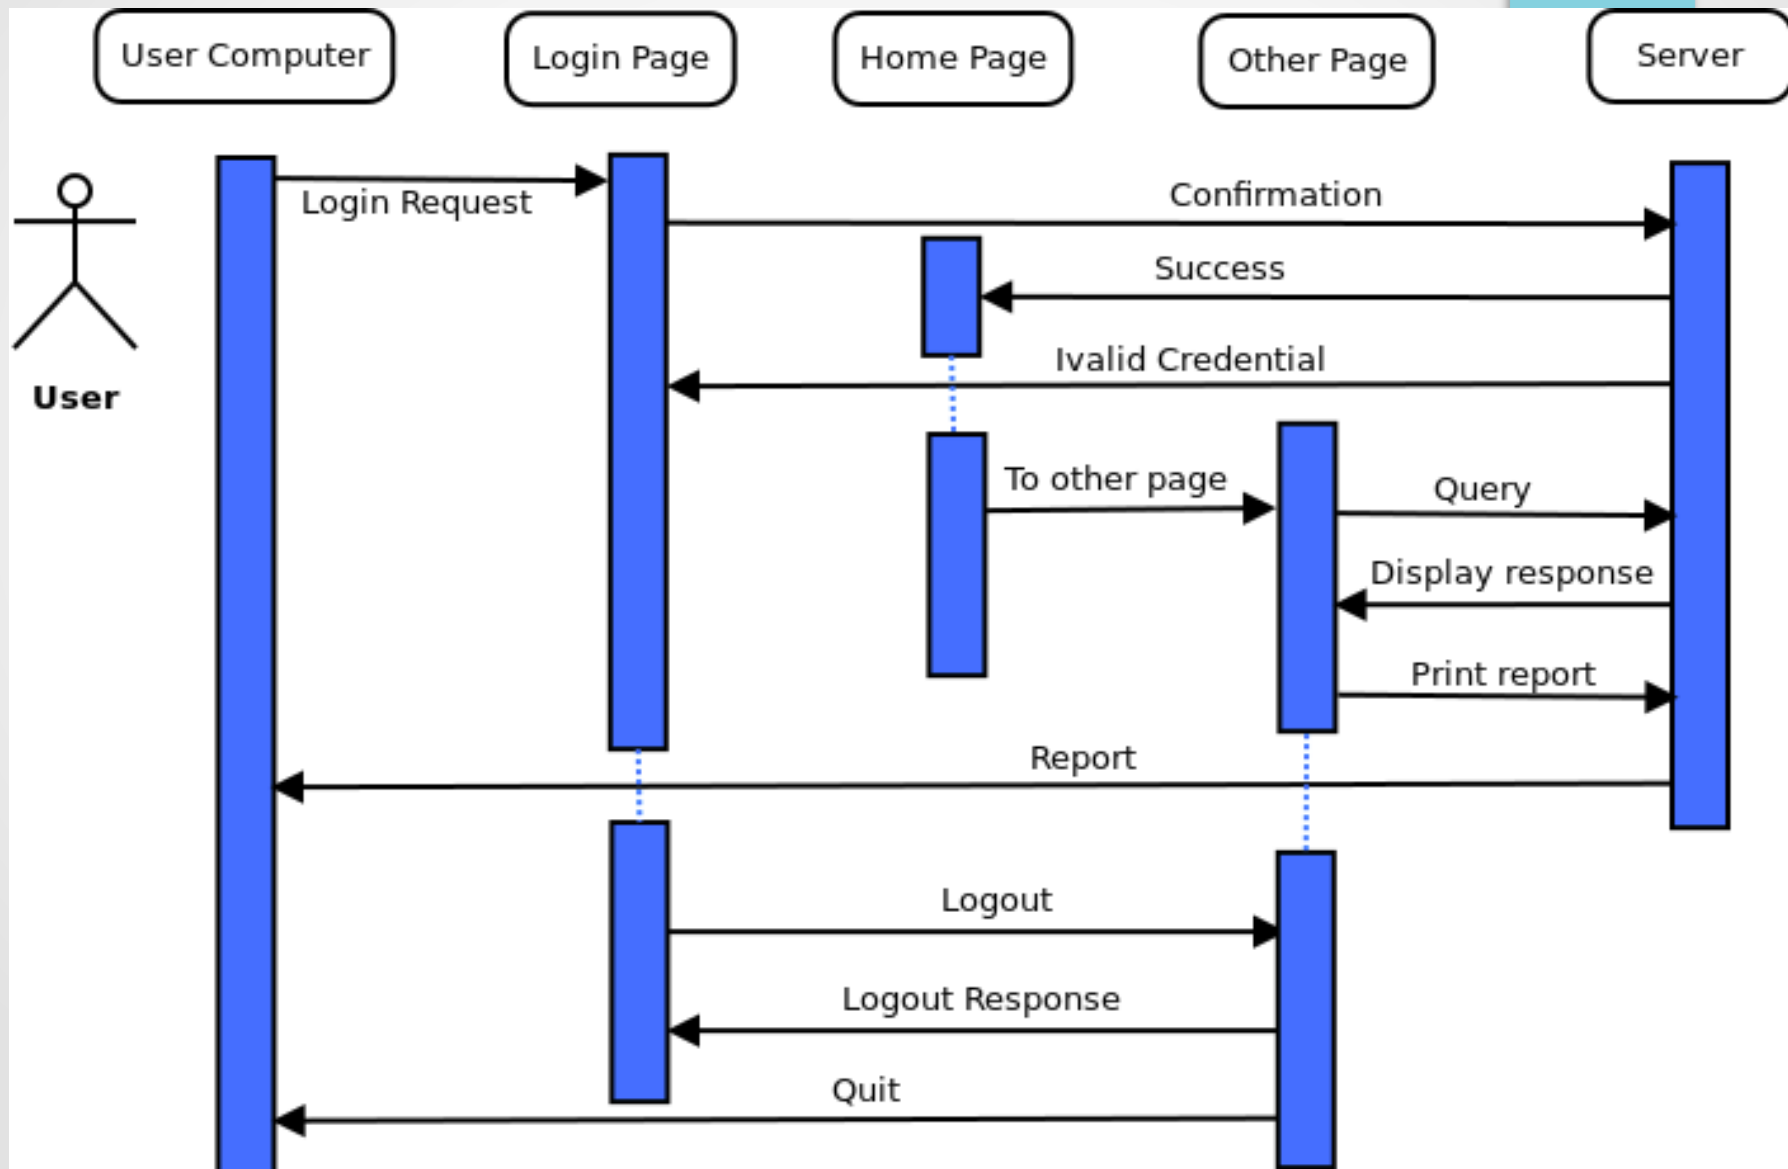 User Computer
Login Page
Home Page
Other Page
Server
Login Request
Confirmation
Success
Ivalid Credential
User
To other page
Query
Display response
Print report
Report
Logout
Logout Response
Quit